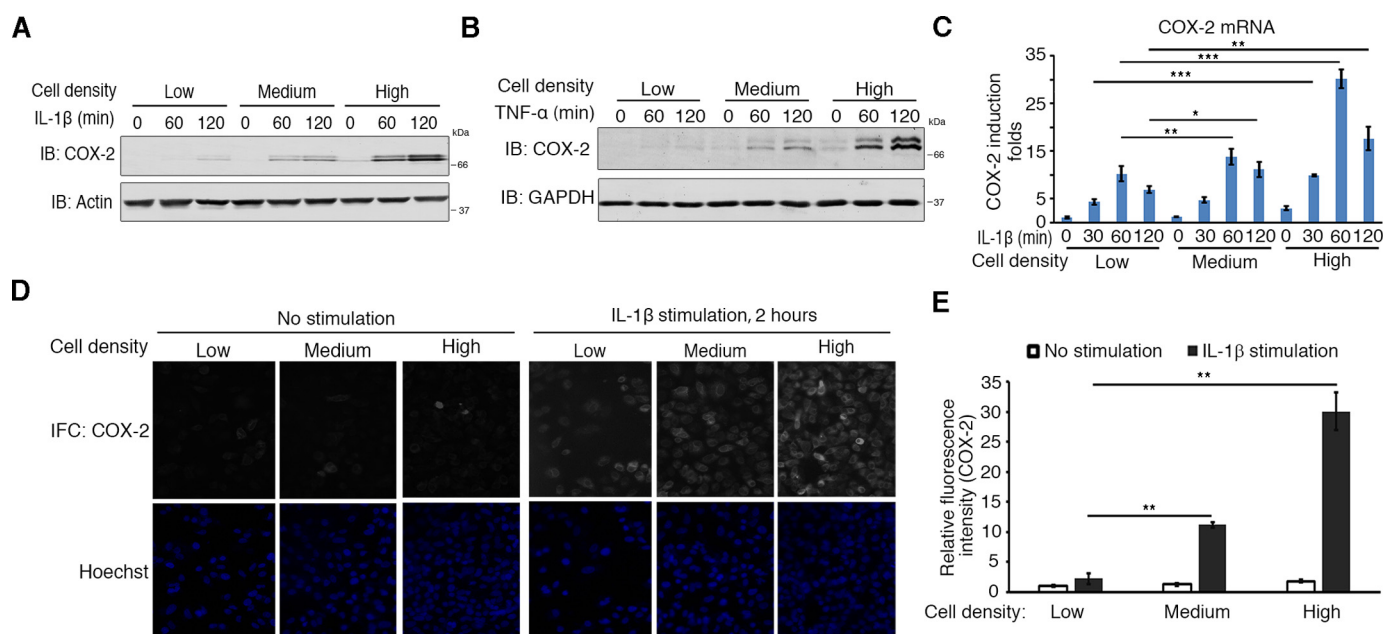 A
Cell density Low Medium High
IL-1β (min) 0 60 120 0 60 120 0 60 120
kDa
IB: COX-2
66
IB: Actin
37
B
Cell density Low Medium High
TNF-α (min) 0 60 120 0 60 120 0 60 120
kDa
IB: COX-2
66
IB: GAPDH
37
C
COX-2 mRNA
COX-2 induction
folds
35
25
15
5
0
**
***
***
*
**
IL-1β (min) 0 30 60 120 0 30 60 120 0 30 60 120
Cell density Low Medium High
D
No stimulation IL-1β stimulation, 2 hours
Cell density Low Medium High Low Medium High
IFC: COX-2
Hoechst
E
No stimulation IL-1β stimulation
Relative fluorescence
intensity (COX-2)
35
30
25
20
15
10
5
0
**
**
Cell density: Low Medium High